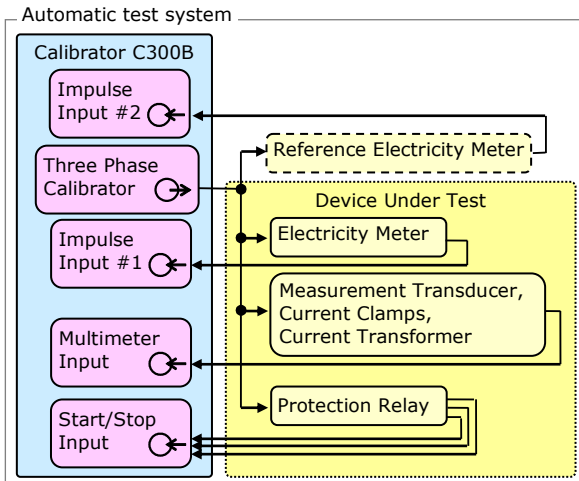 Automatic test system
Calibrator C300B
Impulse
Input #2
Three Phase
Calibrator
Impulse
Input #1
Multimeter
Input
Start/Stop
Input
Reference Electricity Meter
Device Under Test
Electricity Meter
Measurement Transducer,
Current Clamps,
Current Transformer
Protection Relay